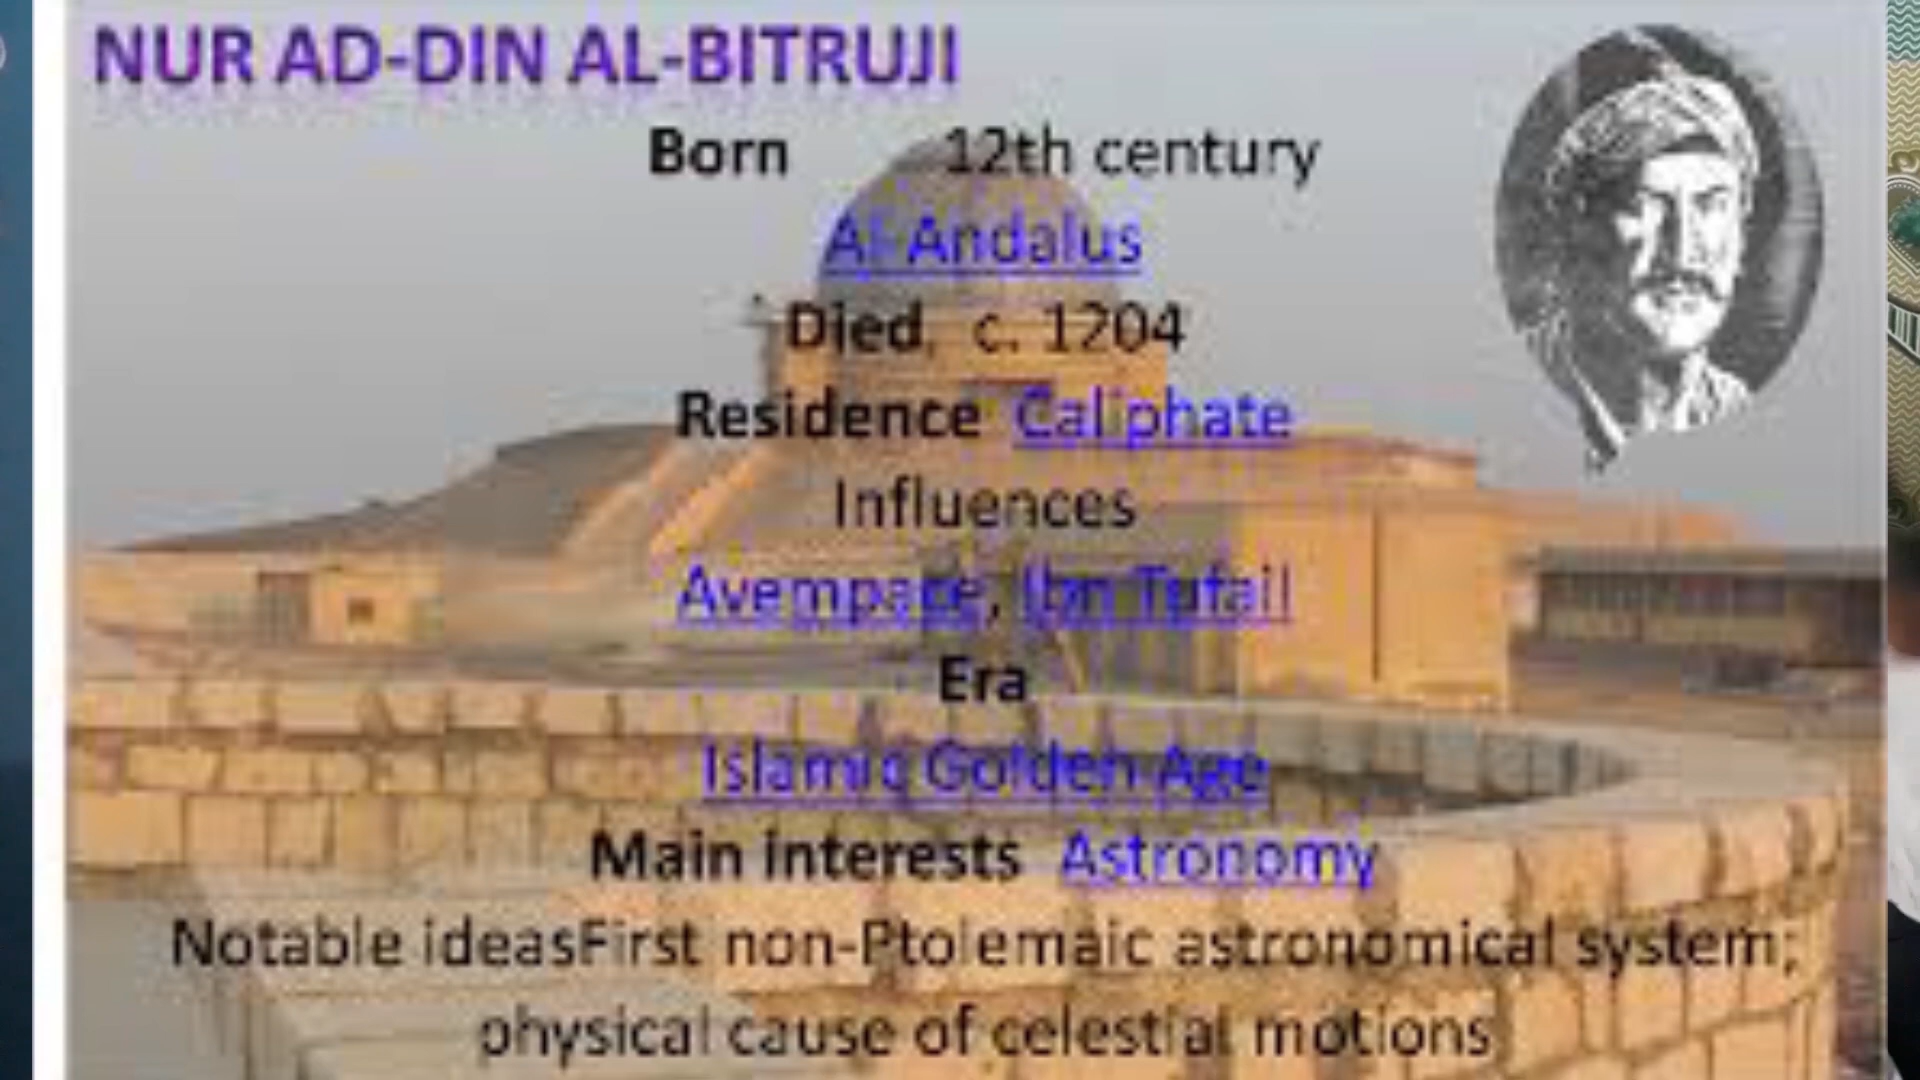 NUR AD-DIN AL-BITRUJI
Born 12th century
Al-Andalus
Died c. 1204
Residence Caliphate
Influences
Avempace, Ibn Tufail
Era
Islamic Golden Age
Main interests Astronomy
Notable ideasFirst non-Ptolemaic astronomical system;
physical cause of celestial motions